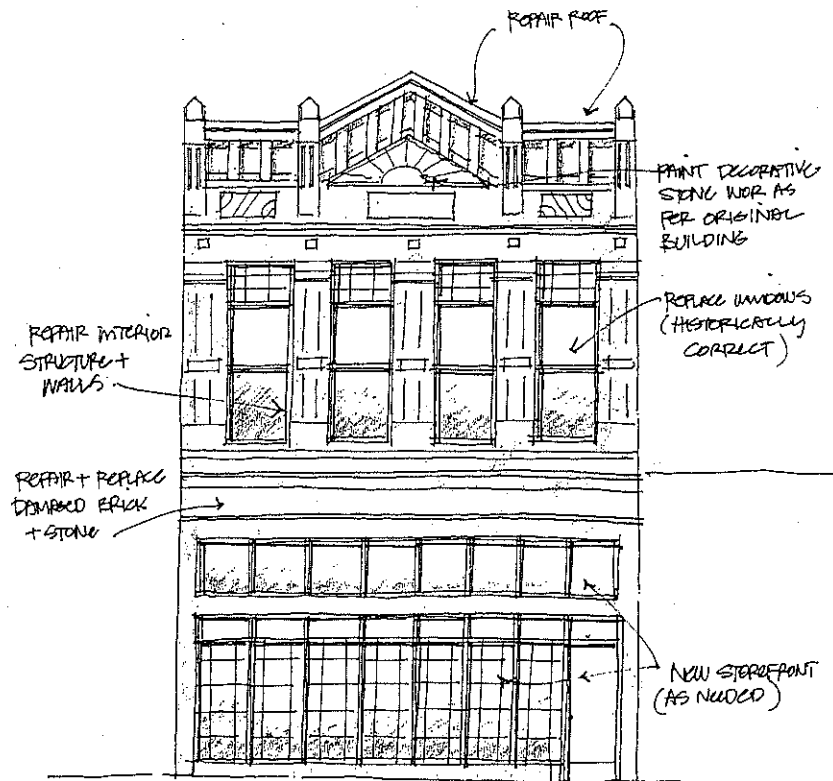 REPAIR ROOF
PAINT DECORATIVE
STONE WOR AS
PER ORIGINAL
BUILDING
REPLACE WINDOWS
(HISTORICALLY
CORRECT)
REPAIR INTERIOR
STRUCTURE +
WALLS
REPAIR + REPLACE
DAMAGED BRICK
+ STONE
NEW STOREFRONT
(AS NEEDED)